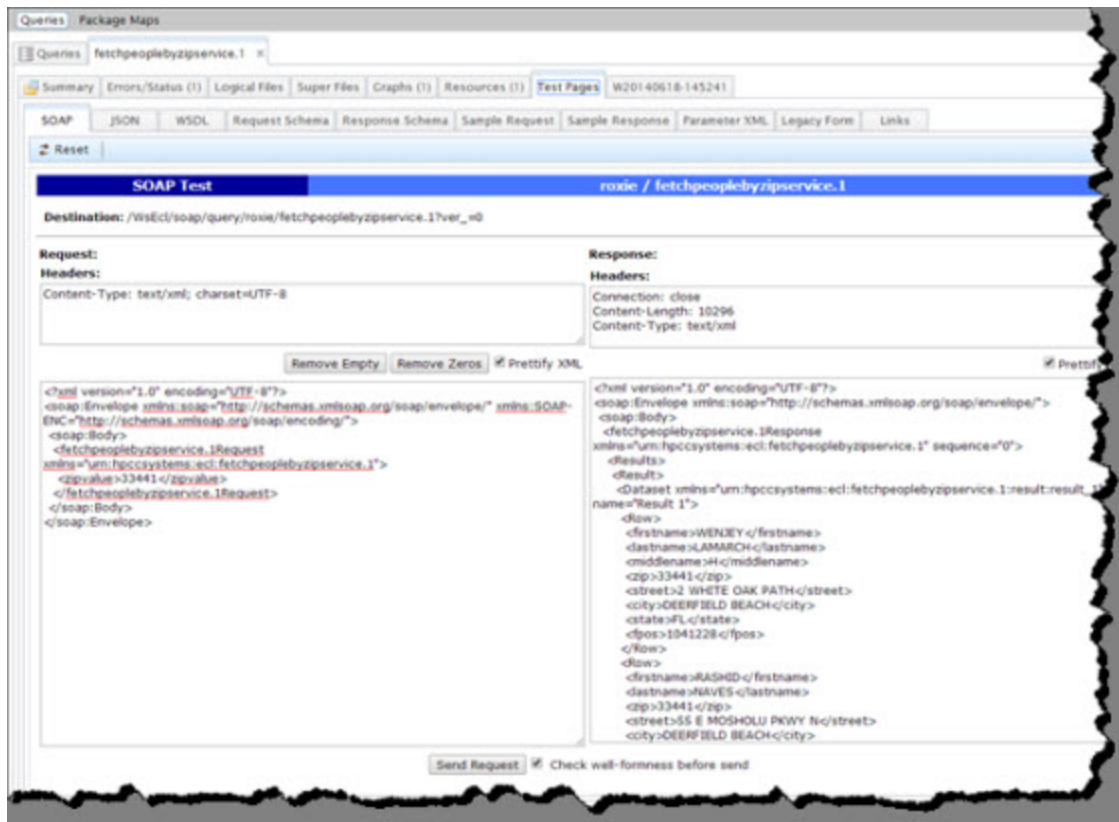 Queries Package Maps
Queries fetchpeoplebyzipservice.1 ×
Summary Errors/Status (1) Logical Files Super Files Graphs (1) Resources (1) Test Pages W20140618-145241
SOAP JSON WSDL Request Schema Response Schema Sample Request Sample Response Parameter XML Legacy Form Links
Reset
SOAP Test roxie / fetchpeoplebyzipservice.1
Destination: /WsEcl/soap/query/roxie/fetchpeoplebyzipservice.1?ver_=0
Request:
Headers:
Content-Type: text/xml; charset=UTF-8
Remove Empty Remove Zeros Prettify XML
<?xml version="1.0" encoding="UTF-8"?>
<soap:Envelope xmlns:soap="http://schemas.xmlsoap.org/soap/envelope/" xmlns:SOAP-
ENC="http://schemas.xmlsoap.org/soap/encoding/">
<soap:Body>
<fetchpeoplebyzipservice.1Request
xmlns="urn:hpccsystems:ecl:fetchpeoplebyzipservice.1">
<zipvalue>33441</zipvalue>
</fetchpeoplebyzipservice.1Request>
</soap:Body>
</soap:Envelope>
Response:
Headers:
Connection: close
Content-Length: 10296
Content-Type: text/xml
Prettif
<?xml version="1.0" encoding="UTF-8"?>
<soap:Envelope xmlns:soap="http://schemas.xmlsoap.org/soap/envelope/">
<soap:Body>
<fetchpeoplebyzipservice.1Response
xmlns="urn:hpccsystems:ecl:fetchpeoplebyzipservice.1" sequence="0">
<Results>
<Result>
<Dataset xmlns="urn:hpccsystems:ecl:fetchpeoplebyzipservice.1:result:result_1"
name="Result 1">
<Row>
<firstname>WENJEY</firstname>
<lastname>LAMARCH</lastname>
<middlename>H</middlename>
<zip>33441</zip>
<street>2 WHITE OAK PATH</street>
<city>DEERFIELD BEACH</city>
<state>FL</state>
<fpos>1041228</fpos>
</Row>
<Row>
<firstname>RASHID</firstname>
<lastname>NAVES</lastname>
<zip>33441</zip>
<street>55 E MOSHOLU PKWY N</street>
<city>DEERFIELD BEACH</city>
Send Request Check well-formness before send